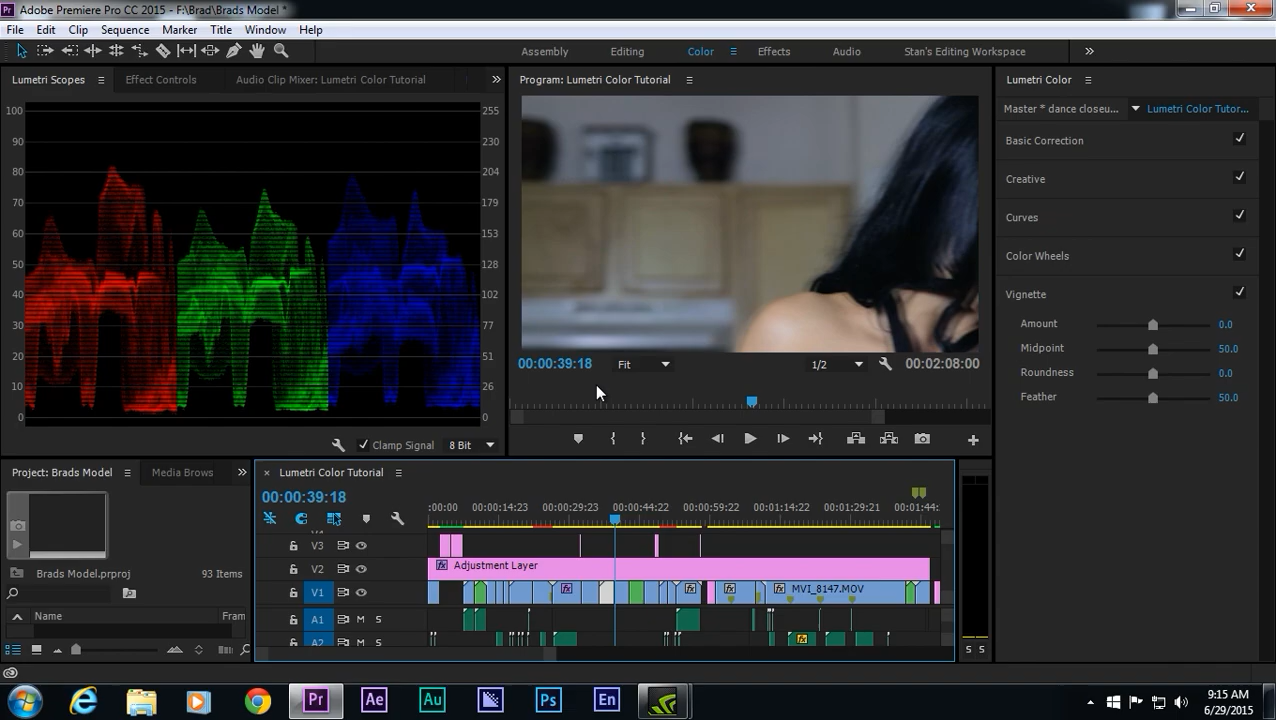 Adobe Premiere Pro CC 2015 - F:\Brad\Brads Model *
File Edit Clip Sequence Marker Title Window Help
Assembly Editing Color Effects Audio Stan's Editing Workspace
Lumetri Scopes Effect Controls Audio Clip Mixer: Lumetri Color Tutorial
Program: Lumetri Color Tutorial
Lumetri Color
Master * dance closeu... Lumetri Color Tutor...
100 255
90 230
80 204
70 179
153
128
40 102
30 77
20 51
26
0
Basic Correction
Creative
Curves
Color Wheels
Vignette
Amount 0.0
Midpoint 50.0
Roundness 0.0
Feather 50.0
00:00:39:18 Fit 1/2 00:02:08:00
Clamp Signal 8 Bit
Project: Brads Model Media Brows
Brads Model.prproj 93 Items
Name Fram
Lumetri Color Tutorial
00:00:39:18
:00:00 00:00:14:23 00:00:29:23 00:00:44:22 00:00:59:22 00:01:14:22 00:01:29:21 00:01:44:
V3
V2 Adjustment Layer
V1 MVI_8147.MOV
A1 M S
A2 M S
S S
Pr Ae Au Ps En
9:15 AM
6/29/2015